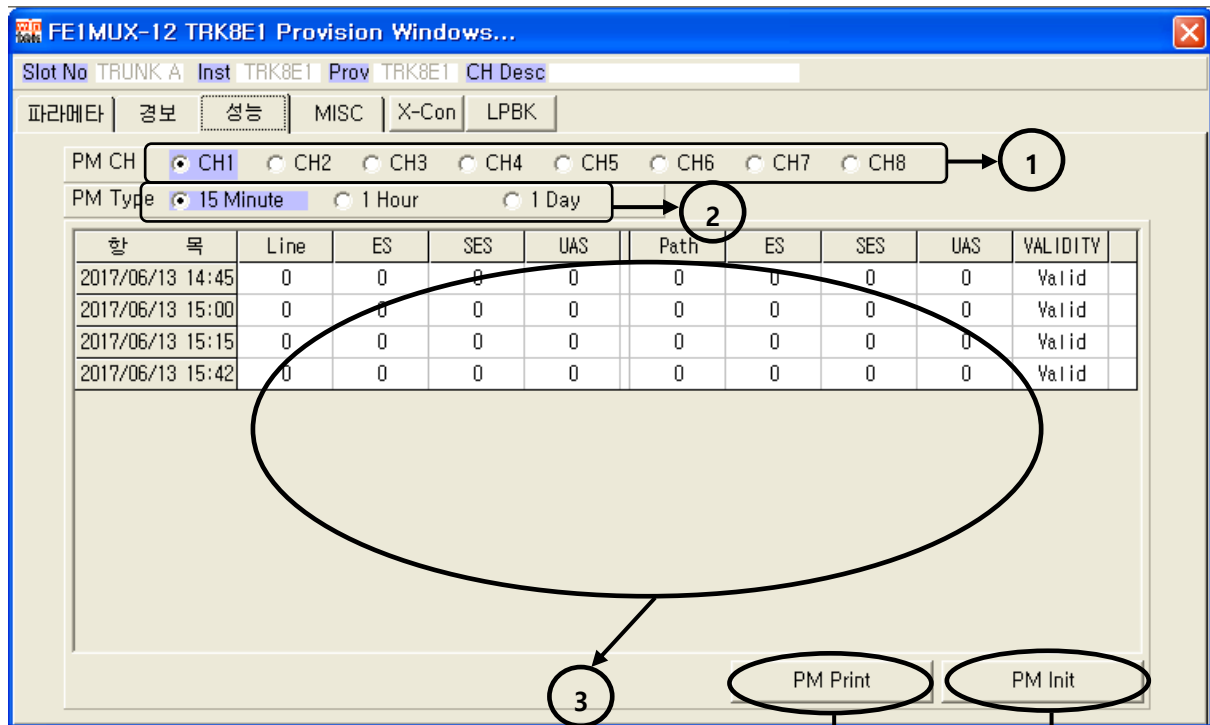 FE1MUX-12 TRK8E1 Provision Windows...
Slot No TRUNK A Inst TRK8E1 Prov TRK8E1 CH Desc
파라메타 경보 성능 MISC X-Con LPBK
PM CH CH1 CH2 CH3 CH4 CH5 CH6 CH7 CH8 1
PM Type 15 Minute 1 Hour 1 Day 2
항 목 Line ES SES UAS Path ES SES UAS VALIDITY
2017/06/13 14:45 0 0 0 0 0 0 0 0 Valid
2017/06/13 15:00 0 0 0 0 0 0 0 0 Valid
2017/06/13 15:15 0 0 0 0 0 0 0 0 Valid
2017/06/13 15:42 0 0 0 0 0 0 0 0 Valid
3 PM Print PM Init